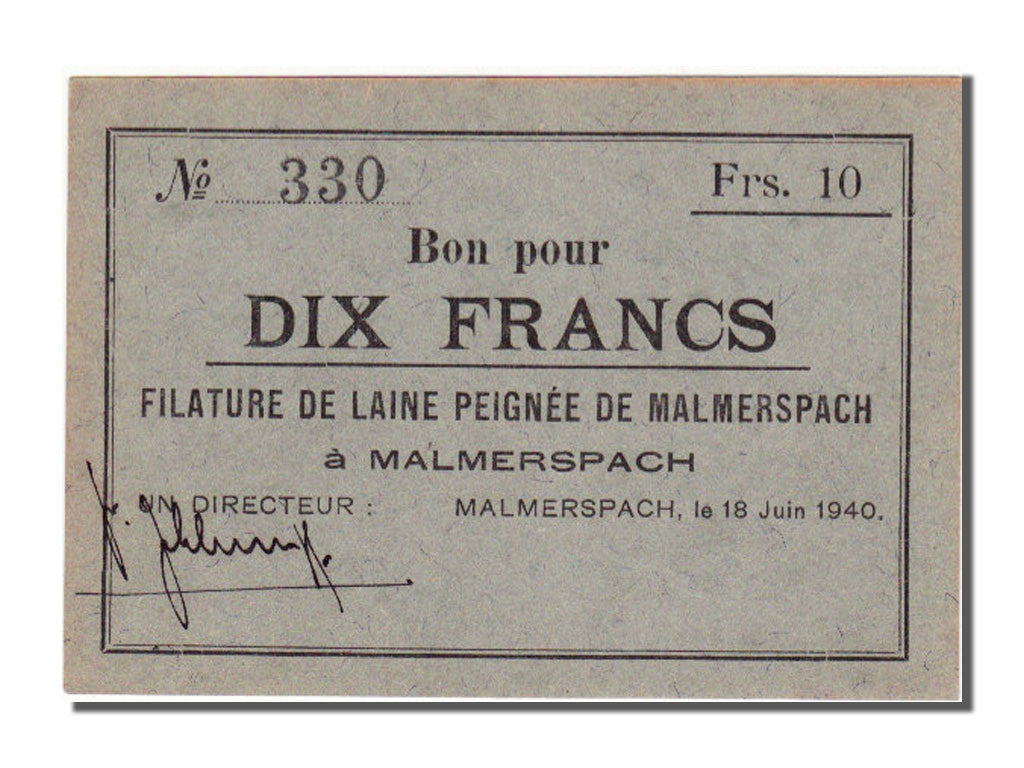 № 330 Frs. 10
Bon pour
DIX FRANCS
FILATURE DE LAINE PEIGNÉE DE MALMERSPACH
à MALMERSPACH
UN DIRECTEUR : MALMERSPACH, le 18 Juin 1940.